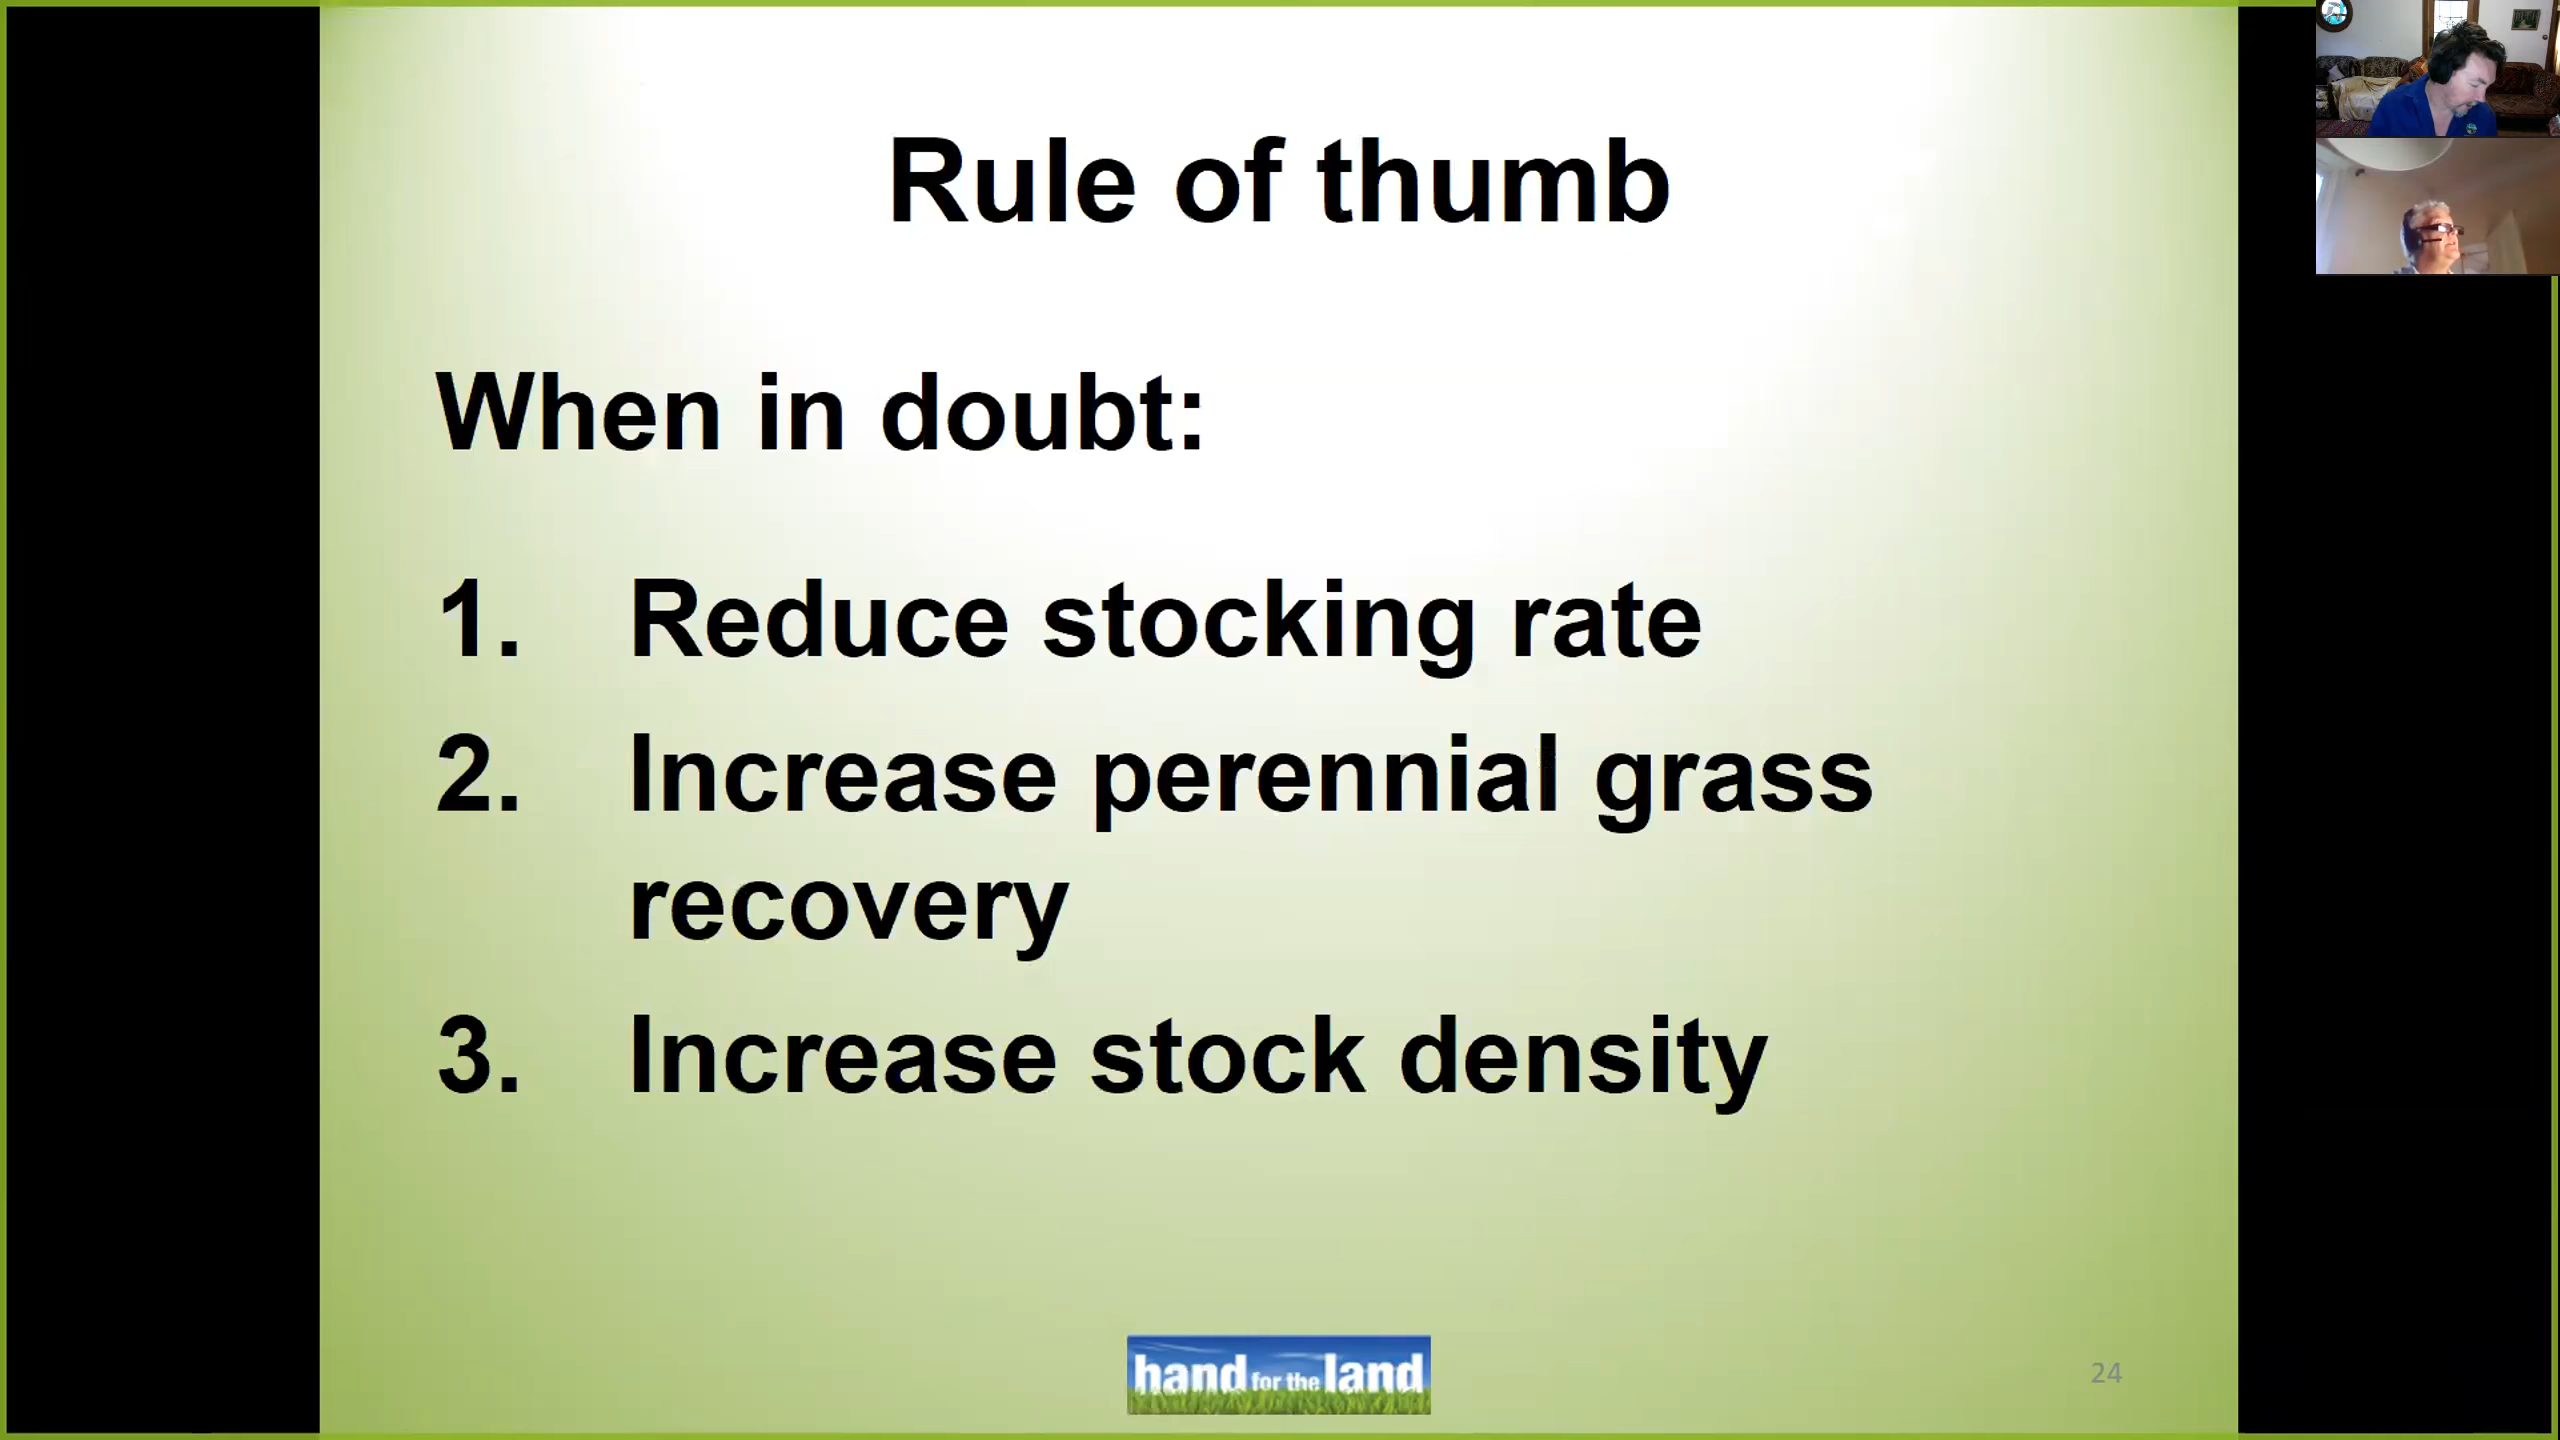 Rule of thumb
When in doubt:
1. Reduce stocking rate
2. Increase perennial grass
recovery
3. Increase stock density
hand for the land
24